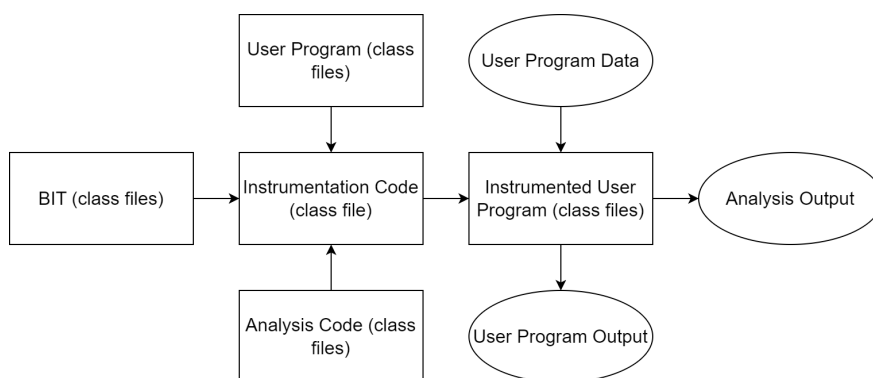 User Program (class
files)
User Program Data
BIT (class files)
Instrumentation Code
(class file)
Instrumented User
Program (class files)
Analysis Output
Analysis Code (class
files)
User Program Output